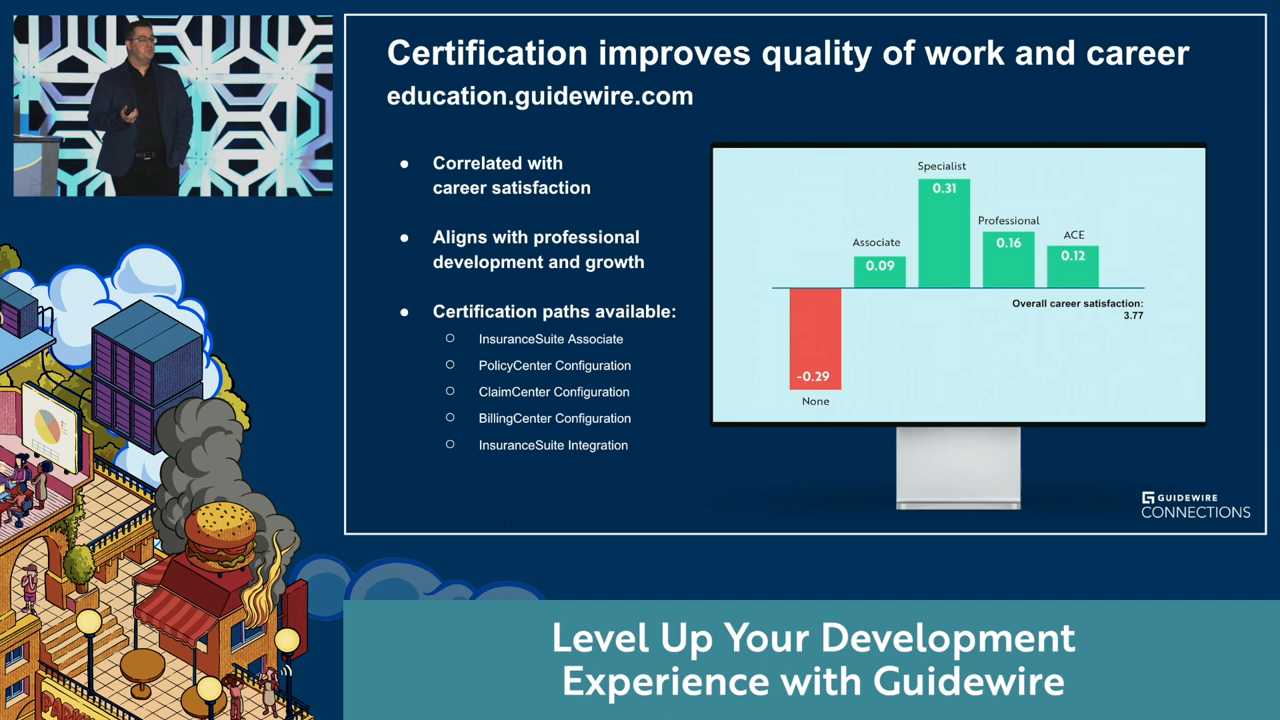 Certification improves quality of work and career
education.guidewire.com
● Correlated with
career satisfaction
● Aligns with professional
development and growth
● Certification paths available:
○ InsuranceSuite Associate
○ PolicyCenter Configuration
○ ClaimCenter Configuration
○ BillingCenter Configuration
○ InsuranceSuite Integration
Specialist
0.31
Professional
0.16
ACE
0.12
Associate
0.09
Overall career satisfaction:
3.77
-0.29
None
GUIDEWIRE
CONNECTIONS
Level Up Your Development
Experience with Guidewire